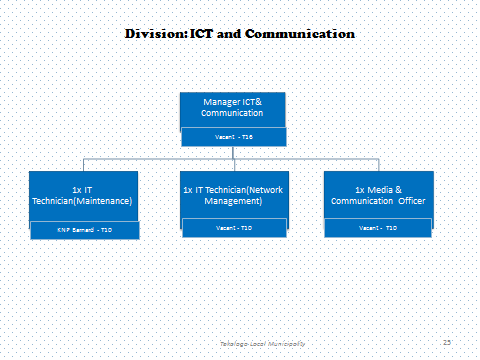 Division: ICT and Communication
Manager ICT&
Communication
Vacant - T16
1x IT
Technician(Maintenance)
KNP Barnard - T10
1x IT Technician(Network
Management)
Vacant - T10
1x Media &
Communication Officer
Vacant - T10
Tokologo Local Municipality
25